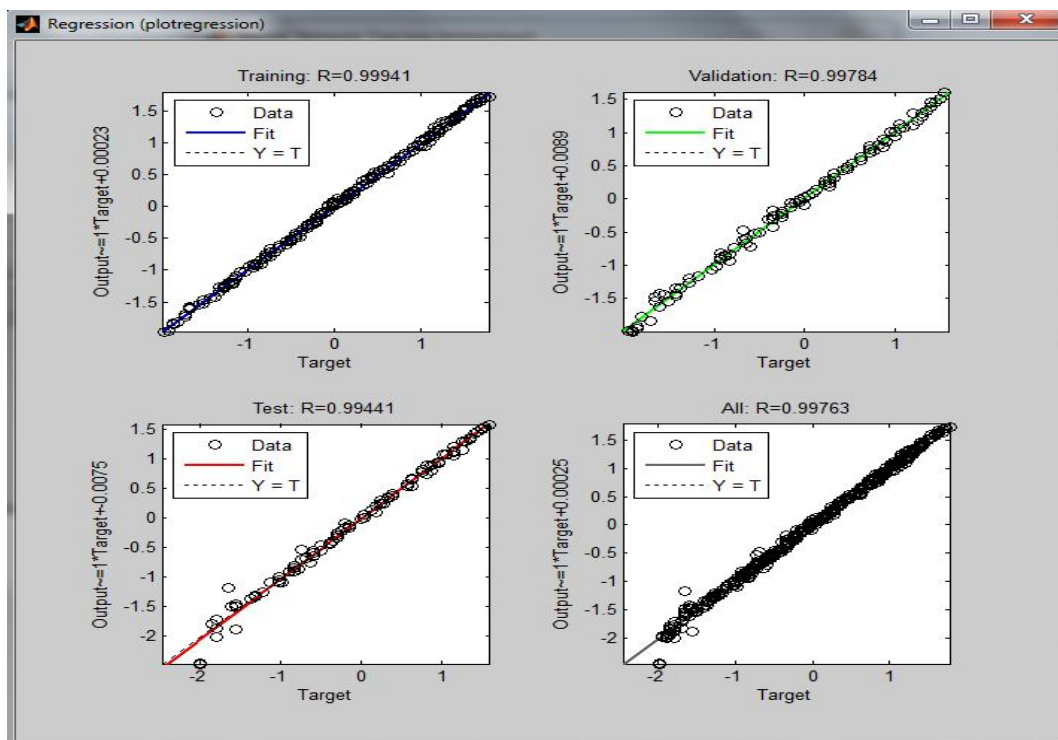 Regression (plotregression)
Training: R=0.99941
Output~=1*Target+0.00023
1.5
1
0.5
0
-0.5
-1
-1.5
Data
Fit
Y = T
-1
0
1
Target
Validation: R=0.99784
Output~=1*Target+0.0089
1.5
1
0.5
0
-0.5
-1
-1.5
Data
Fit
Y = T
-1
0
1
Target
Test: R=0.99441
Output~=1*Target+-0.0075
1.5
1
0.5
0
-0.5
-1
-1.5
-2
Data
Fit
Y = T
-2
-1
0
1
Target
All: R=0.99763
Output~=1*Target+0.00025
1.5
1
0.5
0
-0.5
-1
-1.5
-2
Data
Fit
Y = T
-2
-1
0
1
Target